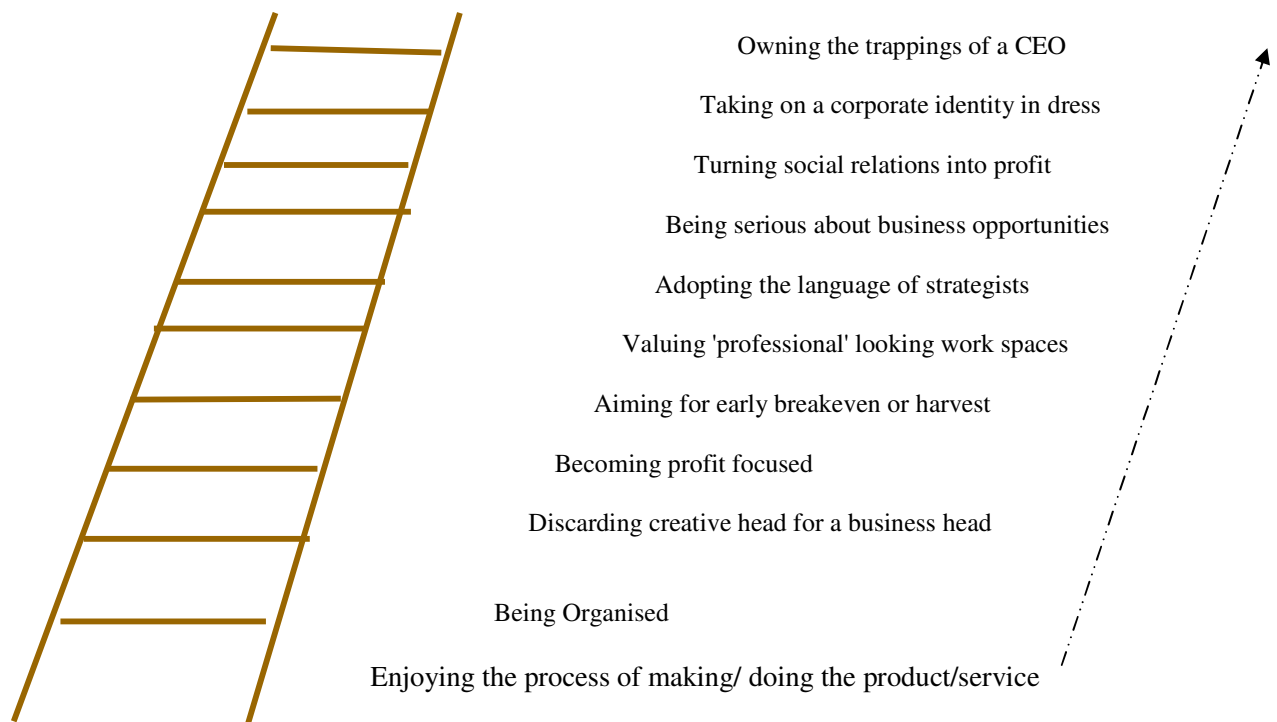 Owning the trappings of a CEO
Taking on a corporate identity in dress
Turning social relations into profit
Being serious about business opportunities
Adopting the language of strategists
Valuing 'professional' looking work spaces
Aiming for early breakeven or harvest
Becoming profit focused
Discarding creative head for a business head
Being Organised
Enjoying the process of making/ doing the product/service